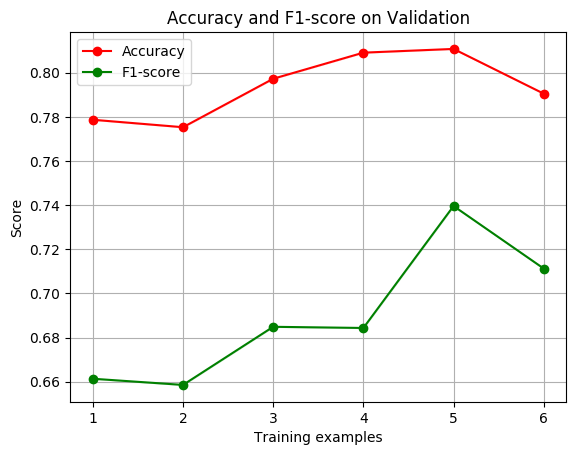 Accuracy and F1-score on Validation
Accuracy
F1-score
0.80
0.78
0.76
0.74
0.72
0.70
0.68
0.66
Score
1 2 3 4 5 6
Training examples